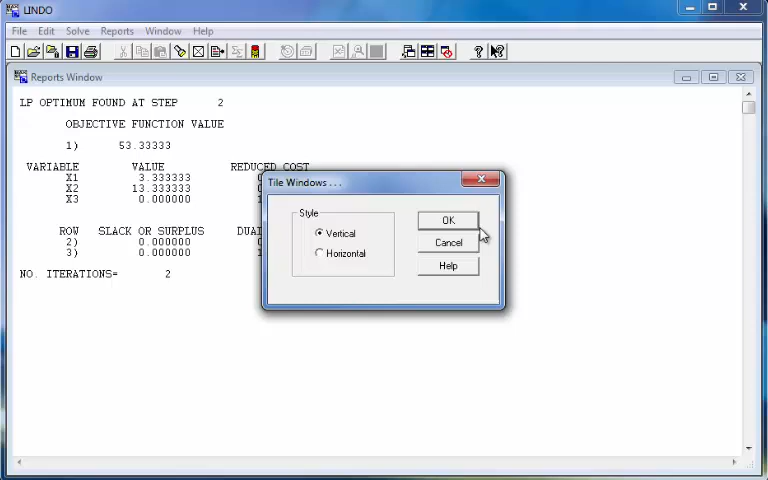 LINDO
File Edit Solve Reports Window Help
Reports Window
LP OPTIMUM FOUND AT STEP 2
OBJECTIVE FUNCTION VALUE
1) 53.33333
VARIABLE VALUE REDUCED COST
X1 3.333333
X2 13.333333
X3 0.000000
ROW SLACK OR SURPLUS DUA
2) 0.000000
3) 0.000000
NO. ITERATIONS= 2
Tile Windows . . .
Style
Vertical
Horizontal
OK
Cancel
Help